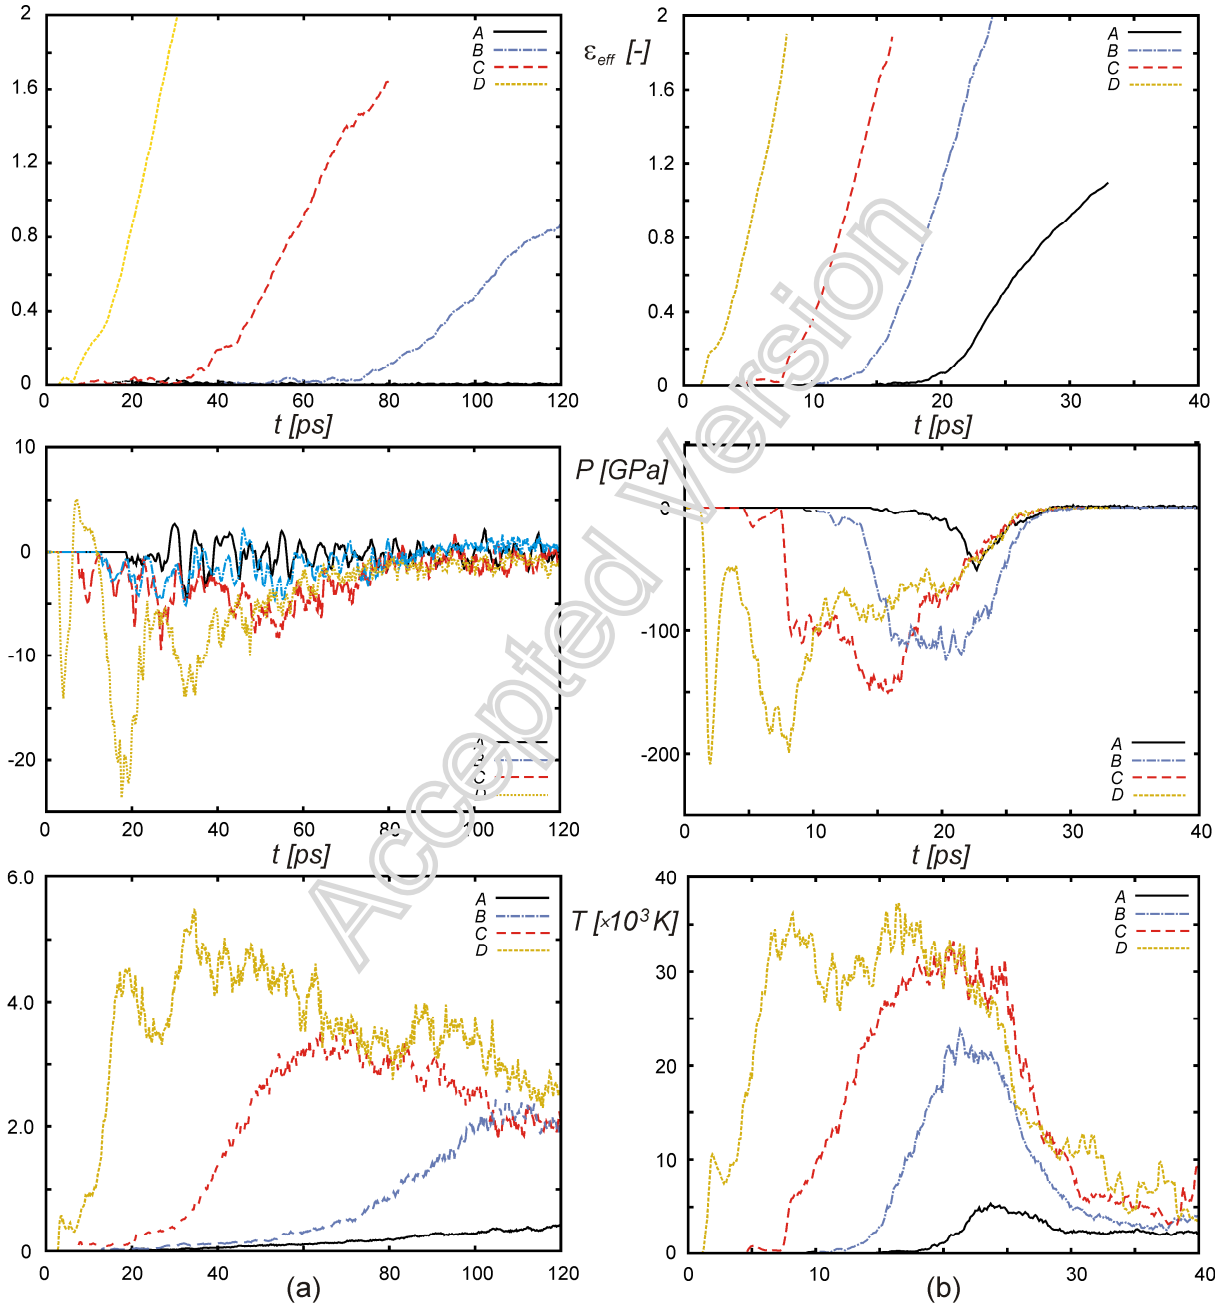 2
1.6
1.2
0.8
0.4
0
0 20 40 60 80 100 120
t [ps]
A
B
C
D
εeff [-]
2
1.6
1.2
0.8
0.4
0
0 10 20 30 40
t [ps]
A
B
C
D
10
0
-10
-20
0 20 40 60 80 100 120
t [ps]
A
B
C
D
P [GPa]
0
-100
-200
0 10 20 30 40
t [ps]
A
B
C
D
6.0
4.0
2.0
0
0 20 40 60 80 100 120
(a)
A
B
C
D
T [×10³ K]
40
30
20
10
0
0 10 20 30 40
(b)
A
B
C
D
Accepted Version